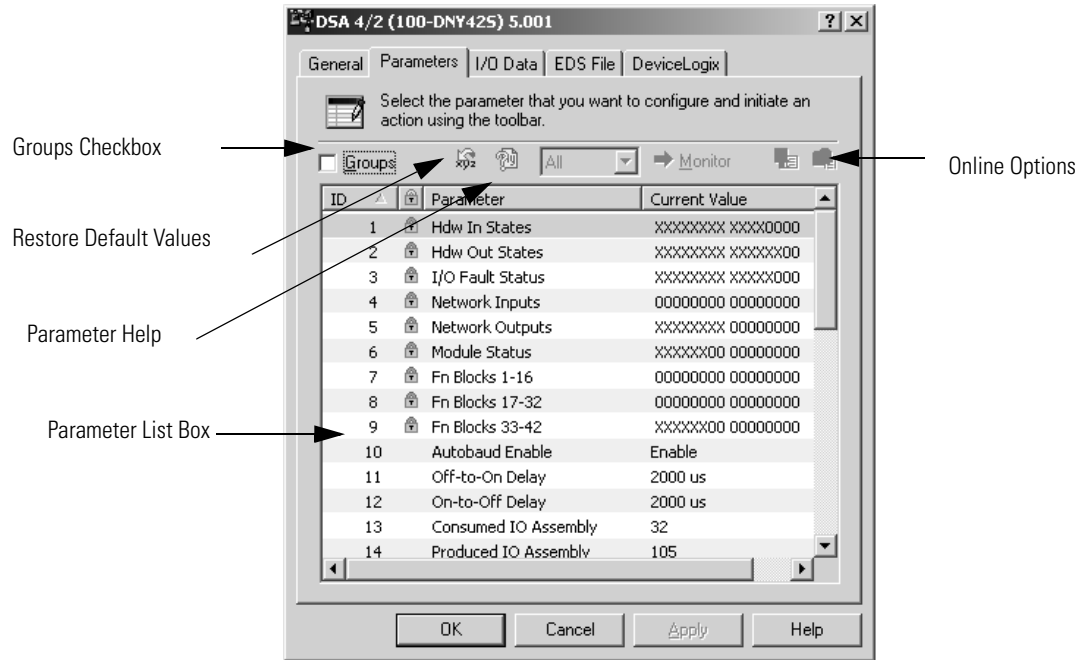 DSA 4/2 (100-DNY42S) 5.001
General Parameters I/O Data EDS File DeviceLogix
Select the parameter that you want to configure and initiate an
action using the toolbar.
Groups Checkbox
Groups xyz All Monitor
Online Options
ID Parameter Current Value
1 Hdw In States XXXXXXXX XXXX0000
Restore Default Values
2 Hdw Out States XXXXXXXX XXXXXX00
3 I/O Fault Status XXXXXXXX XXXXX000
4 Network Inputs 00000000 00000000
Parameter Help
5 Network Outputs XXXXXXXX 00000000
6 Module Status XXXXXX00 00000000
7 Fn Blocks 1-16 00000000 00000000
8 Fn Blocks 17-32 00000000 00000000
Parameter List Box
9 Fn Blocks 33-42 XXXXXX00 00000000
10 Autobaud Enable Enable
11 Off-to-On Delay 2000 us
12 On-to-Off Delay 2000 us
13 Consumed IO Assembly 32
14 Produced IO Assembly 105
OK Cancel Apply Help